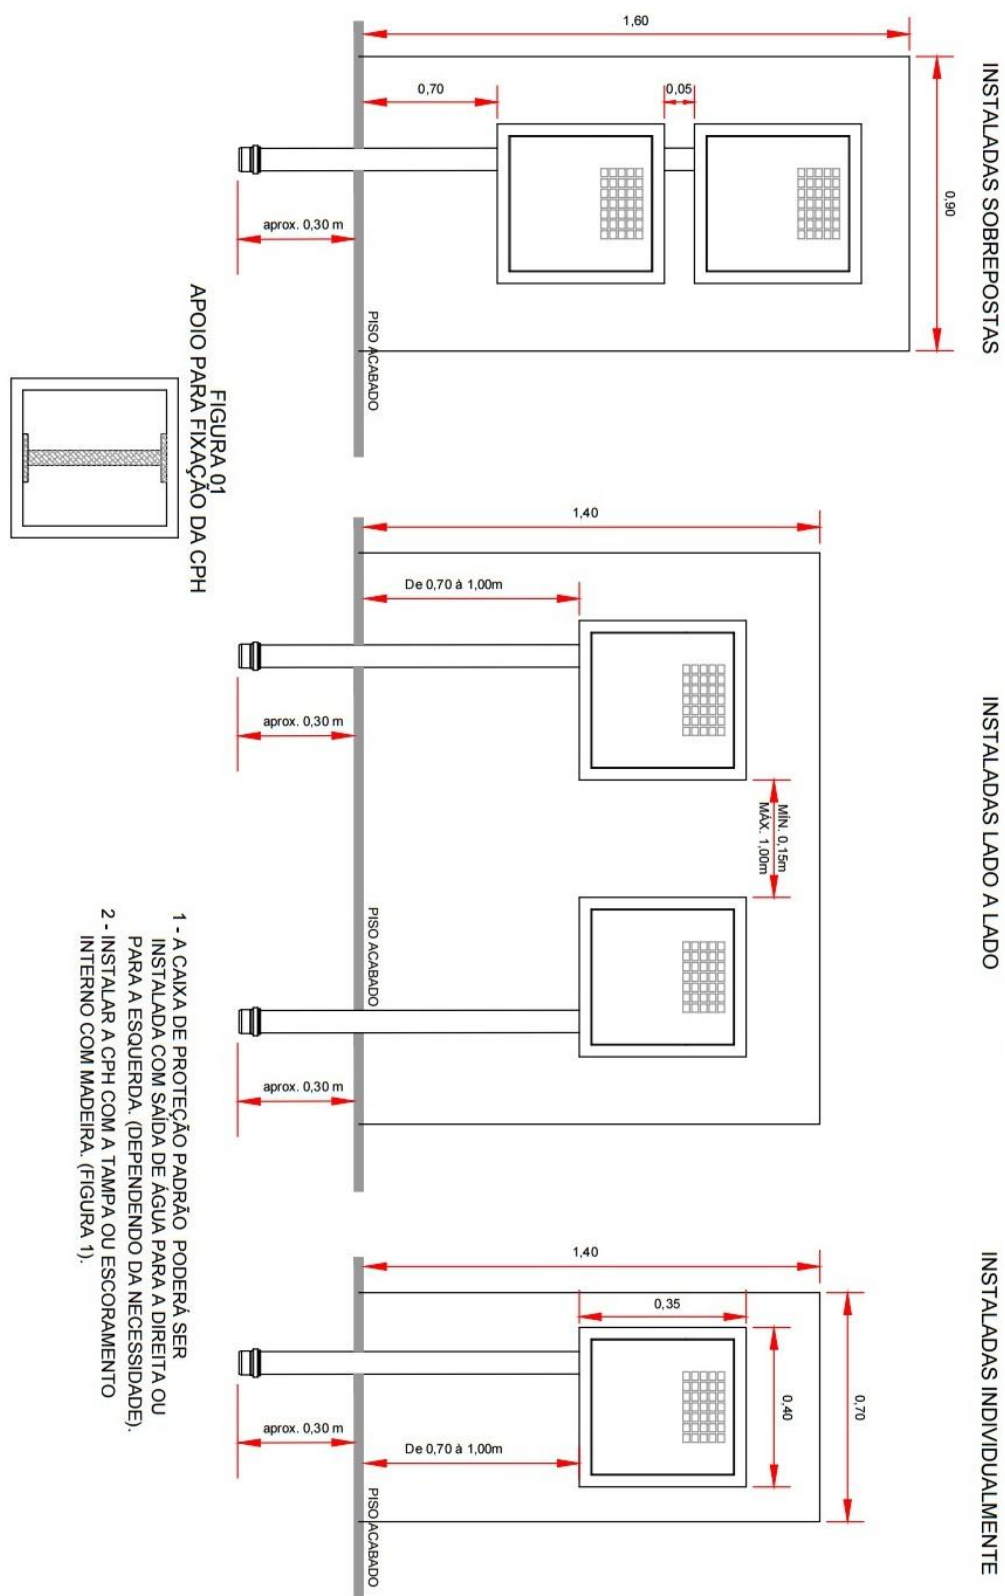 INSTALADAS SOBREPOSTAS
1,60
0,90
0,70
0,05
aprox. 0,30 m
PISO ACABADO
FIGURA 01
APOIO PARA FIXAÇÃO DA CPH
INSTALADAS LADO A LADO
1,40
De 0,70 à 1,00m
MÍN. 0,15m
MÁX. 1,00m
aprox. 0,30 m
PISO ACABADO
aprox. 0,30 m
INSTALADAS INDIVIDUALMENTE
1,40
0,35
0,40
0,70
aprox. 0,30 m
De 0,70 à 1,00m
PISO ACABADO
1 - A CAIXA DE PROTEÇÃO PADRÃO PODERÁ SER
INSTALADA COM SAÍDA DE ÁGUA PARA A DIREITA OU
PARA A ESQUERDA. (DEPENDENDO DA NECESSIDADE).
2 - INSTALAR A CPH COM A TAMPA OU ESCORAMENTO
INTERNO COM MADEIRA. (FIGURA 1).